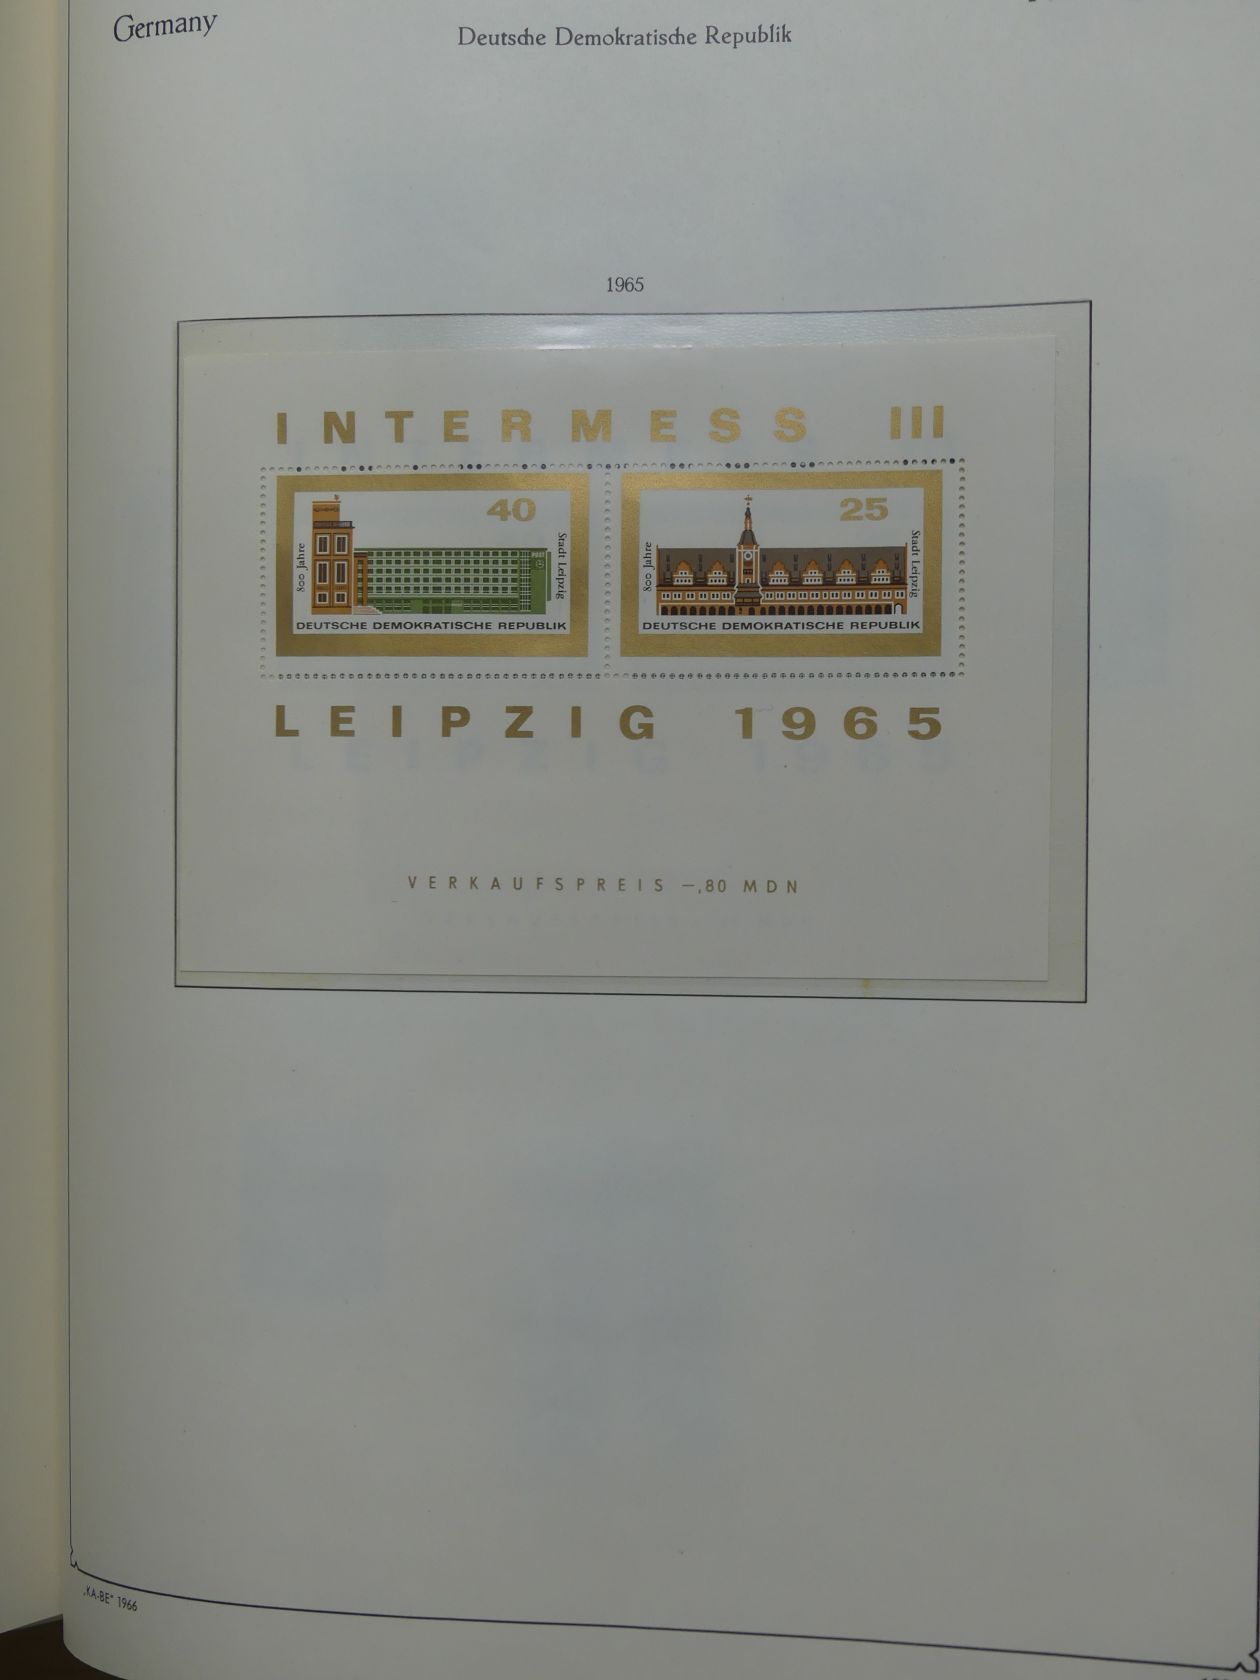 Germany
Deutsche Demokratische Republik
1965
INTERMESS III
40
800 Jahre
Stadt Leipzig
POST
DEUTSCHE DEMOKRATISCHE REPUBLIK
25
800 Jahre
Stadt Leipzig
DEUTSCHE DEMOKRATISCHE REPUBLIK
LEIPZIG 1965
VERKAUFSPREIS —,80 MDN
„KA-BE“ 1966